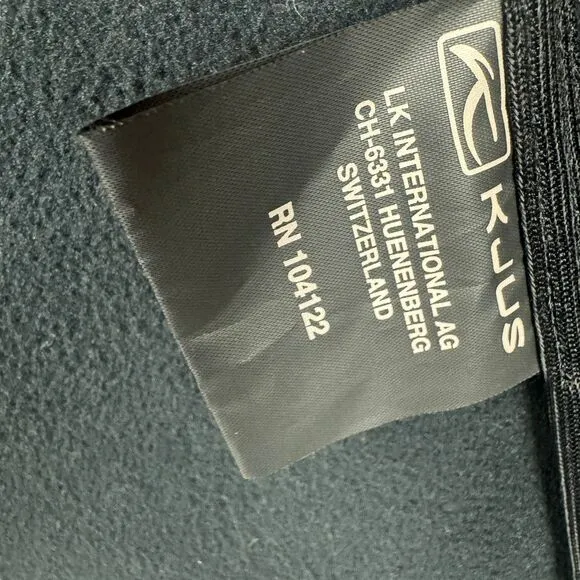 KJUS
LK INTERNATIONAL AG
CH-6331 HUENENBERG
SWITZERLAND
RN 104122